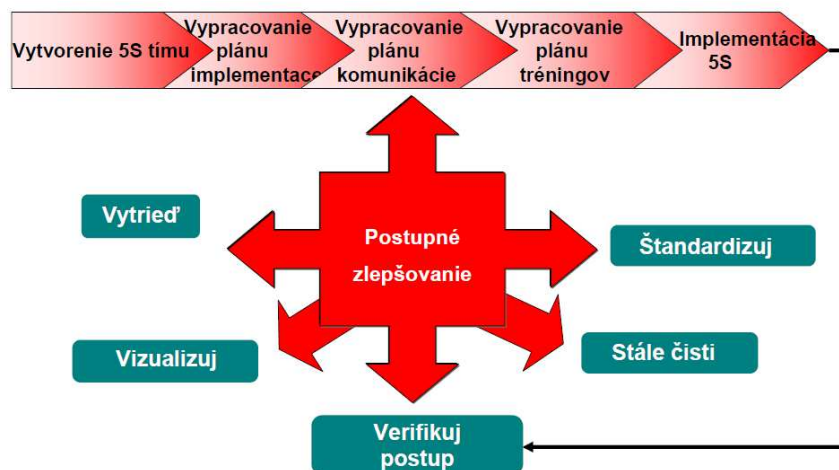 Vytvorenie 5S tímu
Vypracovanie
plánu
implementace
Vypracovanie
plánu
komunikácie
Vypracovanie
plánu
tréningov
Implementácia
5S
Vytrieď
Postupné
zlepšovanie
Štandardizuj
Vizualizuj
Stále čisti
Verifikuj
postup